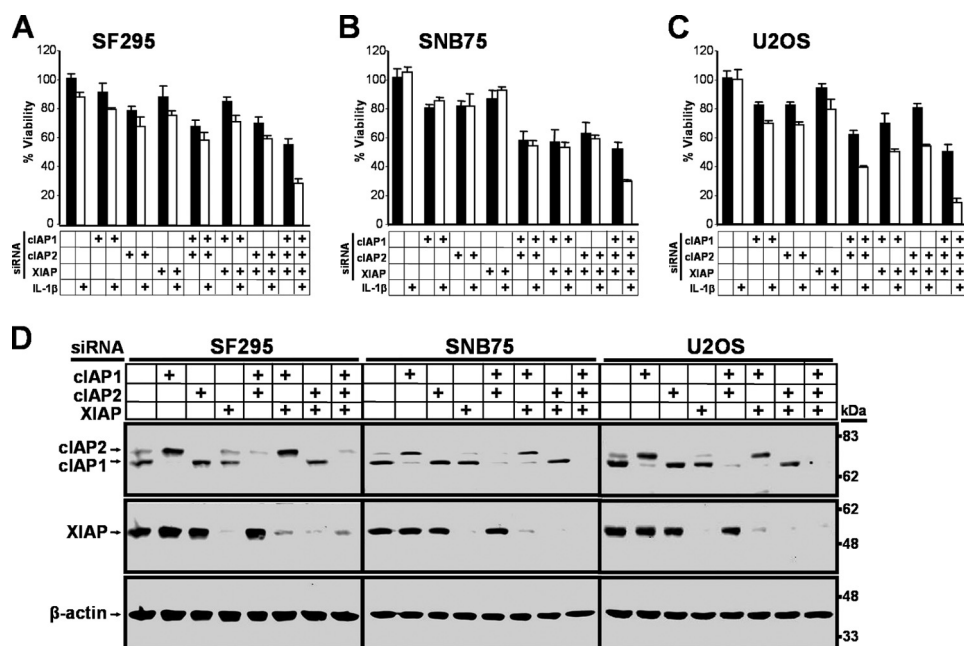 A SF295
B SNB75
C U2OS
% Viability
120
100
80
60
40
20
0
% Viability
120
100
80
60
40
20
0
% Viability
120
100
80
60
40
20
0
siRNA
cIAP1 + + + + + + + +
cIAP2 + + + + + + + +
XIAP + + + + + + + +
IL-1β + + + + + + + +
siRNA
cIAP1 + + + + + + + +
cIAP2 + + + + + + + +
XIAP + + + + + + + +
IL-1β + + + + + + + +
siRNA
cIAP1 + + + + + + + +
cIAP2 + + + + + + + +
XIAP + + + + + + + +
IL-1β + + + + + + + +
D
siRNA SF295 SNB75 U2OS
cIAP1 + + + + + + + + + + + +
cIAP2 + + + + + + + + + + + +
XIAP + + + + + + + + + + + +
kDa
cIAP2
cIAP1
83
62
XIAP
62
48
β-actin
48
33